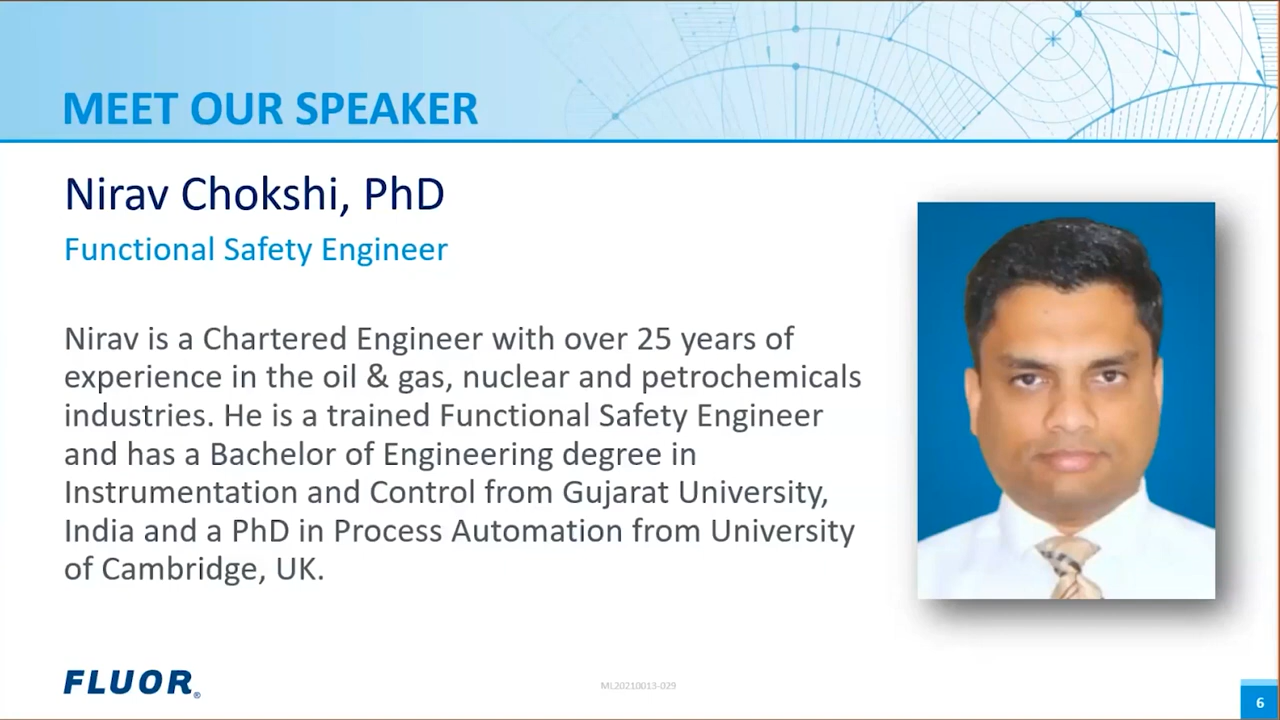 MEET OUR SPEAKER
Nirav Chokshi, PhD
Functional Safety Engineer
Nirav is a Chartered Engineer with over 25 years of
experience in the oil & gas, nuclear and petrochemicals
industries. He is a trained Functional Safety Engineer
and has a Bachelor of Engineering degree in
Instrumentation and Control from Gujarat University,
India and a PhD in Process Automation from University
of Cambridge, UK.
FLUOR®
ML20210013-029
6